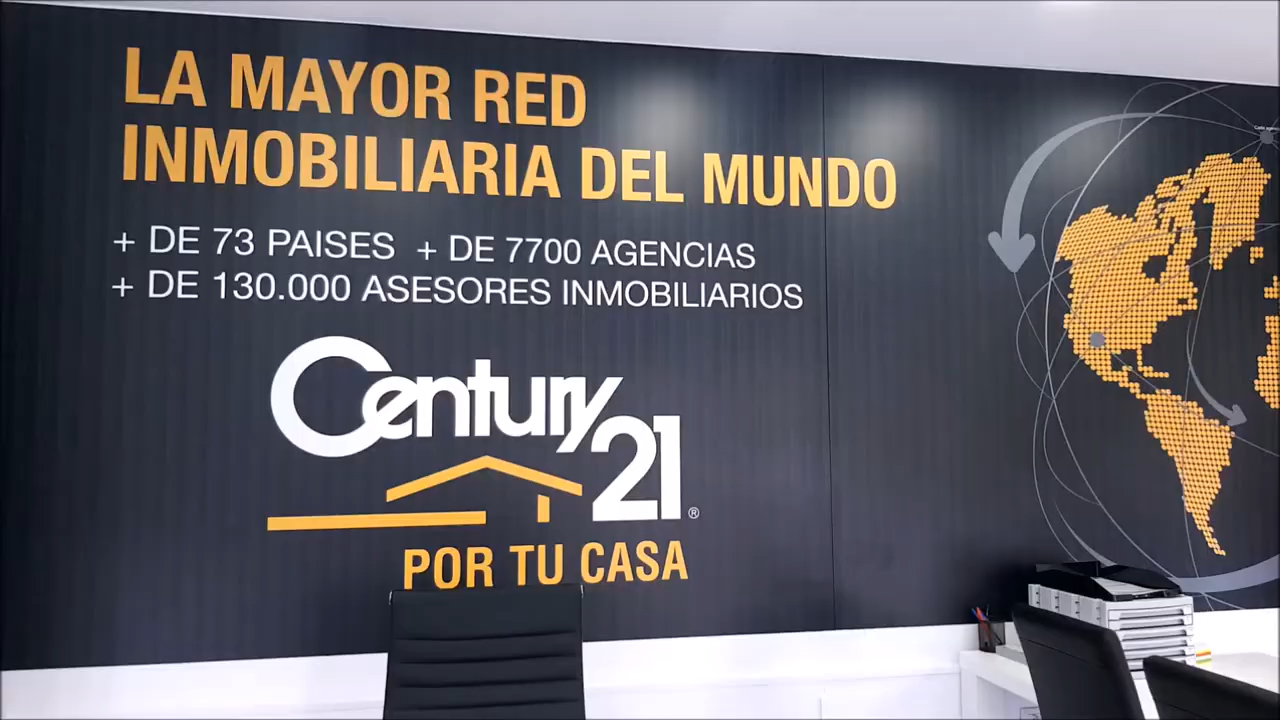 LA MAYOR RED
INMOBILIARIA DEL MUNDO
+ DE 73 PAISES + DE 7700 AGENCIAS
+ DE 130.000 ASESORES INMOBILIARIOS
Century
21®
POR TU CASA